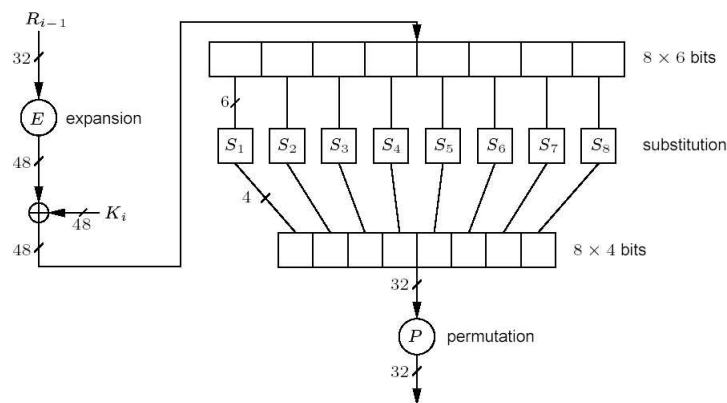 R_{i−1}
32
E expansion
48
48 K_i
48
8 × 6 bits
6
S_1 S_2 S_3 S_4 S_5 S_6 S_7 S_8 substitution
4
8 × 4 bits
32
P permutation
32